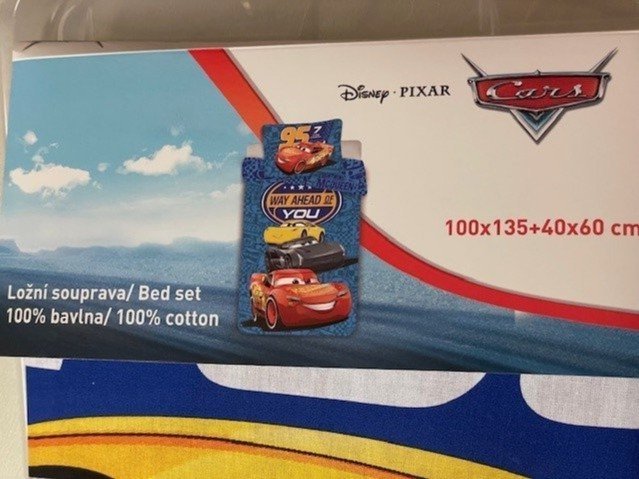 Disney · PIXAR
Cars
95 7
WAY AHEAD OF
YOU
100x135+40x60 cm
Ložní souprava/ Bed set
100% bavlna/ 100% cotton